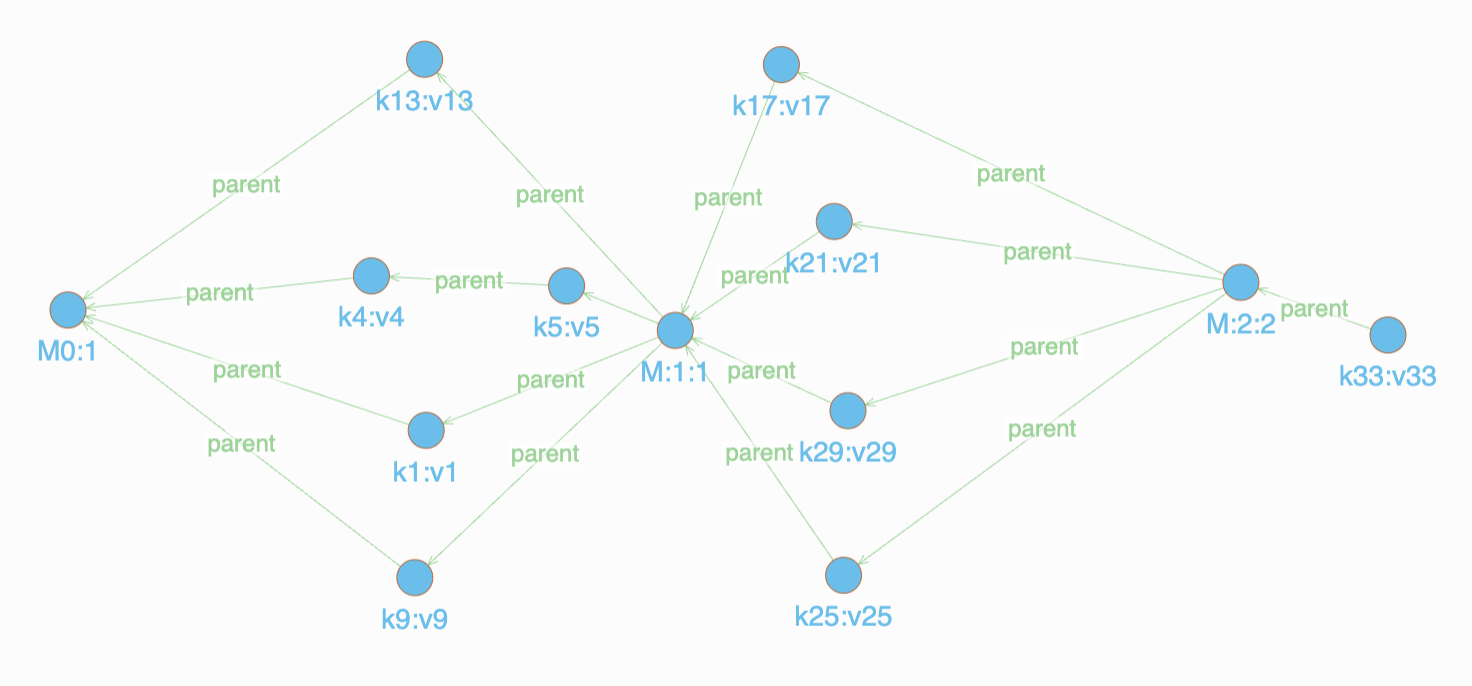 k13:v13
k17:v17
parent
parent
parent
parent
parent
k21:v21
parent
parent
parent
parent
k4:v4
k5:v5
M:2:2
parent
M0:1
parent
parent
M:1:1
parent
parent
k33:v33
k1:v1
parent
parent
parent
k29:v29
parent
k9:v9
k25:v25